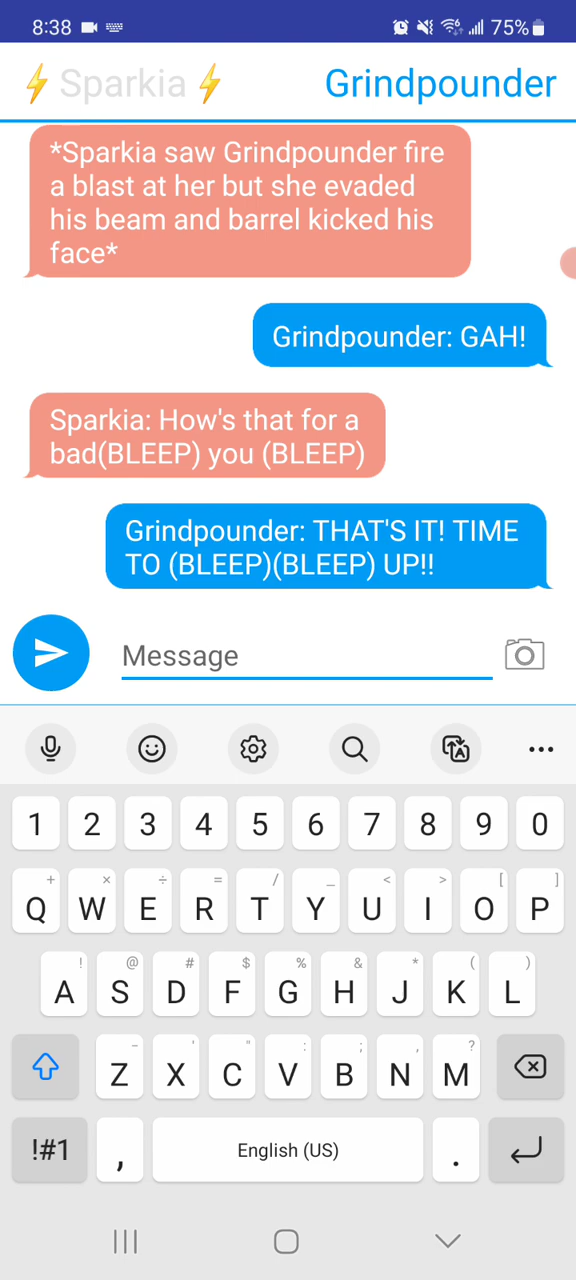 8:38 75%
⚡ Sparkia ⚡ Grindpounder
*Sparkia saw Grindpounder fire
a blast at her but she evaded
his beam and barrel kicked his
face*
Grindpounder: GAH!
Sparkia: How's that for a
bad(BLEEP) you (BLEEP)
Grindpounder: THAT'S IT! TIME
TO (BLEEP)(BLEEP) UP!!
Message
1 2 3 4 5 6 7 8 9 0
+ × ÷ = / _ < > [ ]
Q W E R T Y U I O P
! @ # $ % & * ( )
A S D F G H J K L
- ' " : ; , ?
Z X C V B N M
!#1 , English (US) .